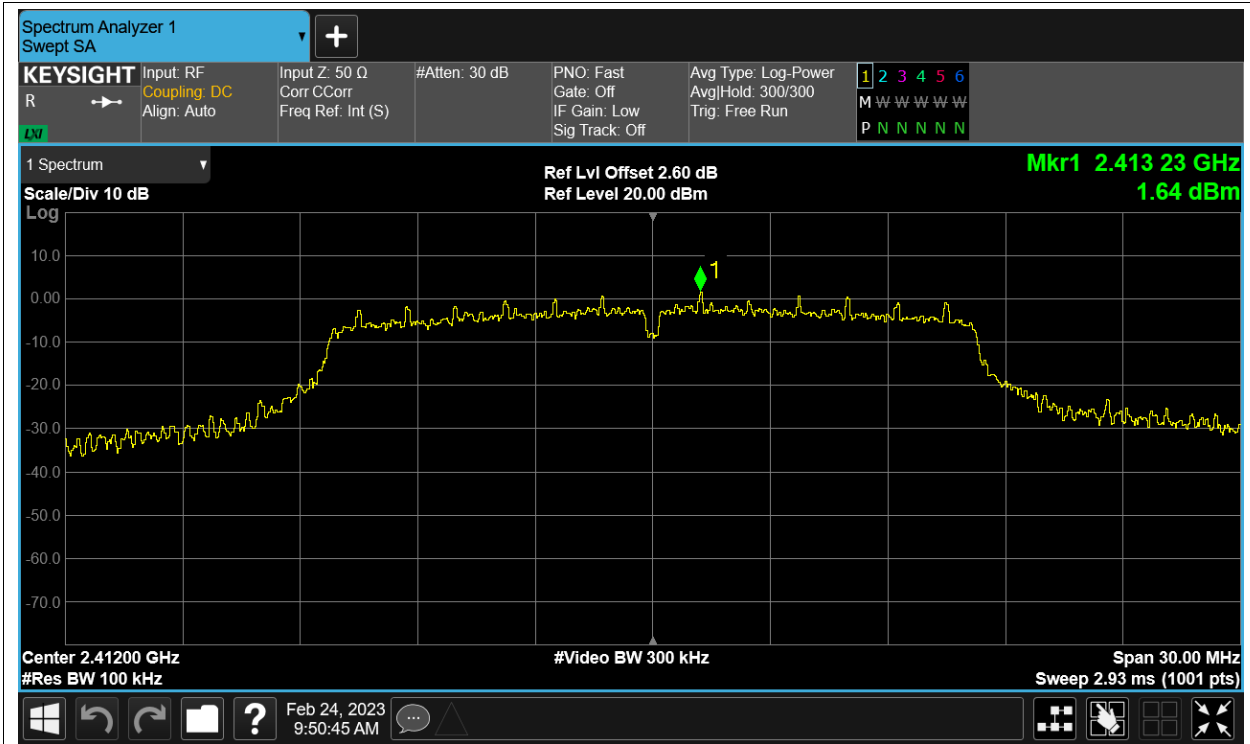 Spectrum Analyzer 1
Swept SA
+
KEYSIGHT
R
LXI
Input: RF
Coupling: DC
Align: Auto
Input Z: 50 Ω
Corr CCorr
Freq Ref: Int (S)
#Atten: 30 dB
PNO: Fast
Gate: Off
IF Gain: Low
Sig Track: Off
Avg Type: Log-Power
Avg|Hold: 300/300
Trig: Free Run
1 2 3 4 5 6
M W W W W W
P N N N N N
1 Spectrum
Scale/Div 10 dB
Log
Ref Lvl Offset 2.60 dB
Ref Level 20.00 dBm
Mkr1 2.413 23 GHz
1.64 dBm
1
10.0
0.00
-10.0
-20.0
-30.0
-40.0
-50.0
-60.0
-70.0
Center 2.41200 GHz
#Res BW 100 kHz
#Video BW 300 kHz
Span 30.00 MHz
Sweep 2.93 ms (1001 pts)
?
Feb 24, 2023
9:50:45 AM